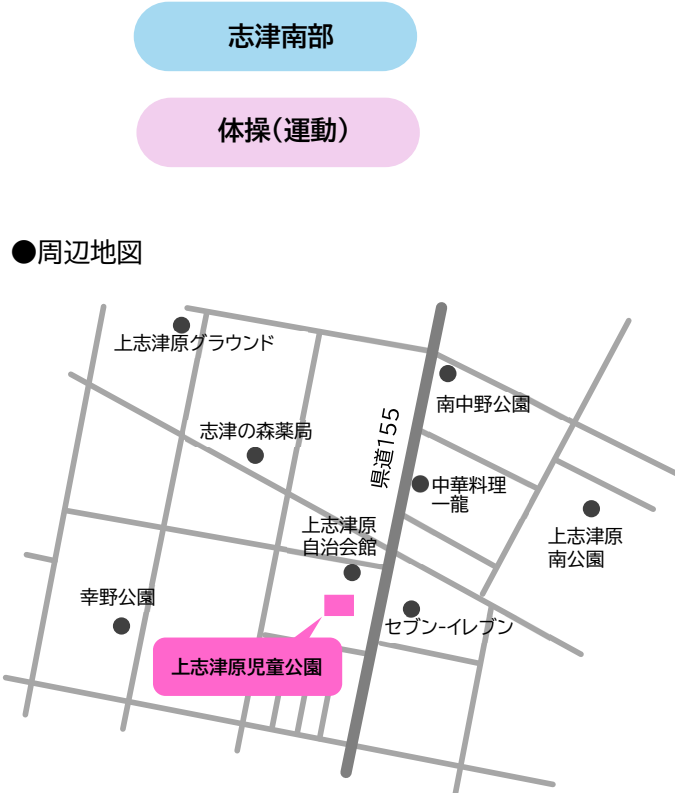 志津南部
体操(運動)
●周辺地図
上志津原グラウンド
南中野公園
志津の森薬局
県道155
中華料理
一龍
上志津原
自治会館
上志津原
南公園
幸野公園
セブン-イレブン
上志津原児童公園